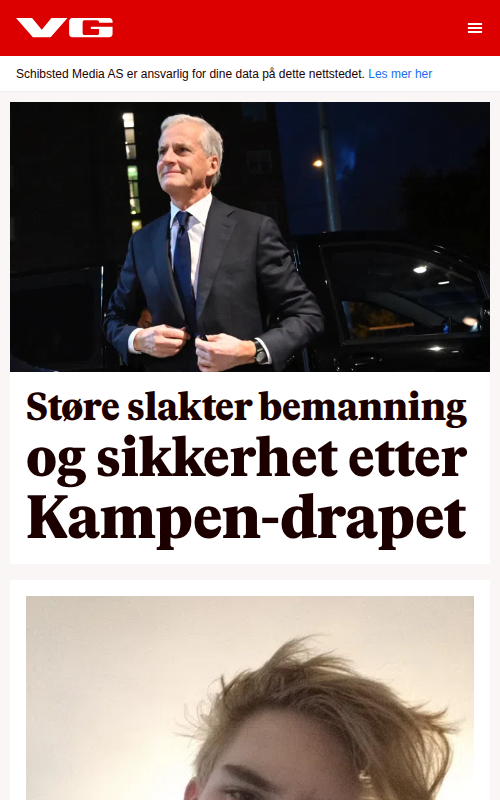 VG
Schibsted Media AS er ansvarlig for dine data på dette nettstedet. Les mer her
Støre slakter bemanning
og sikkerhet etter
Kampen-drapet